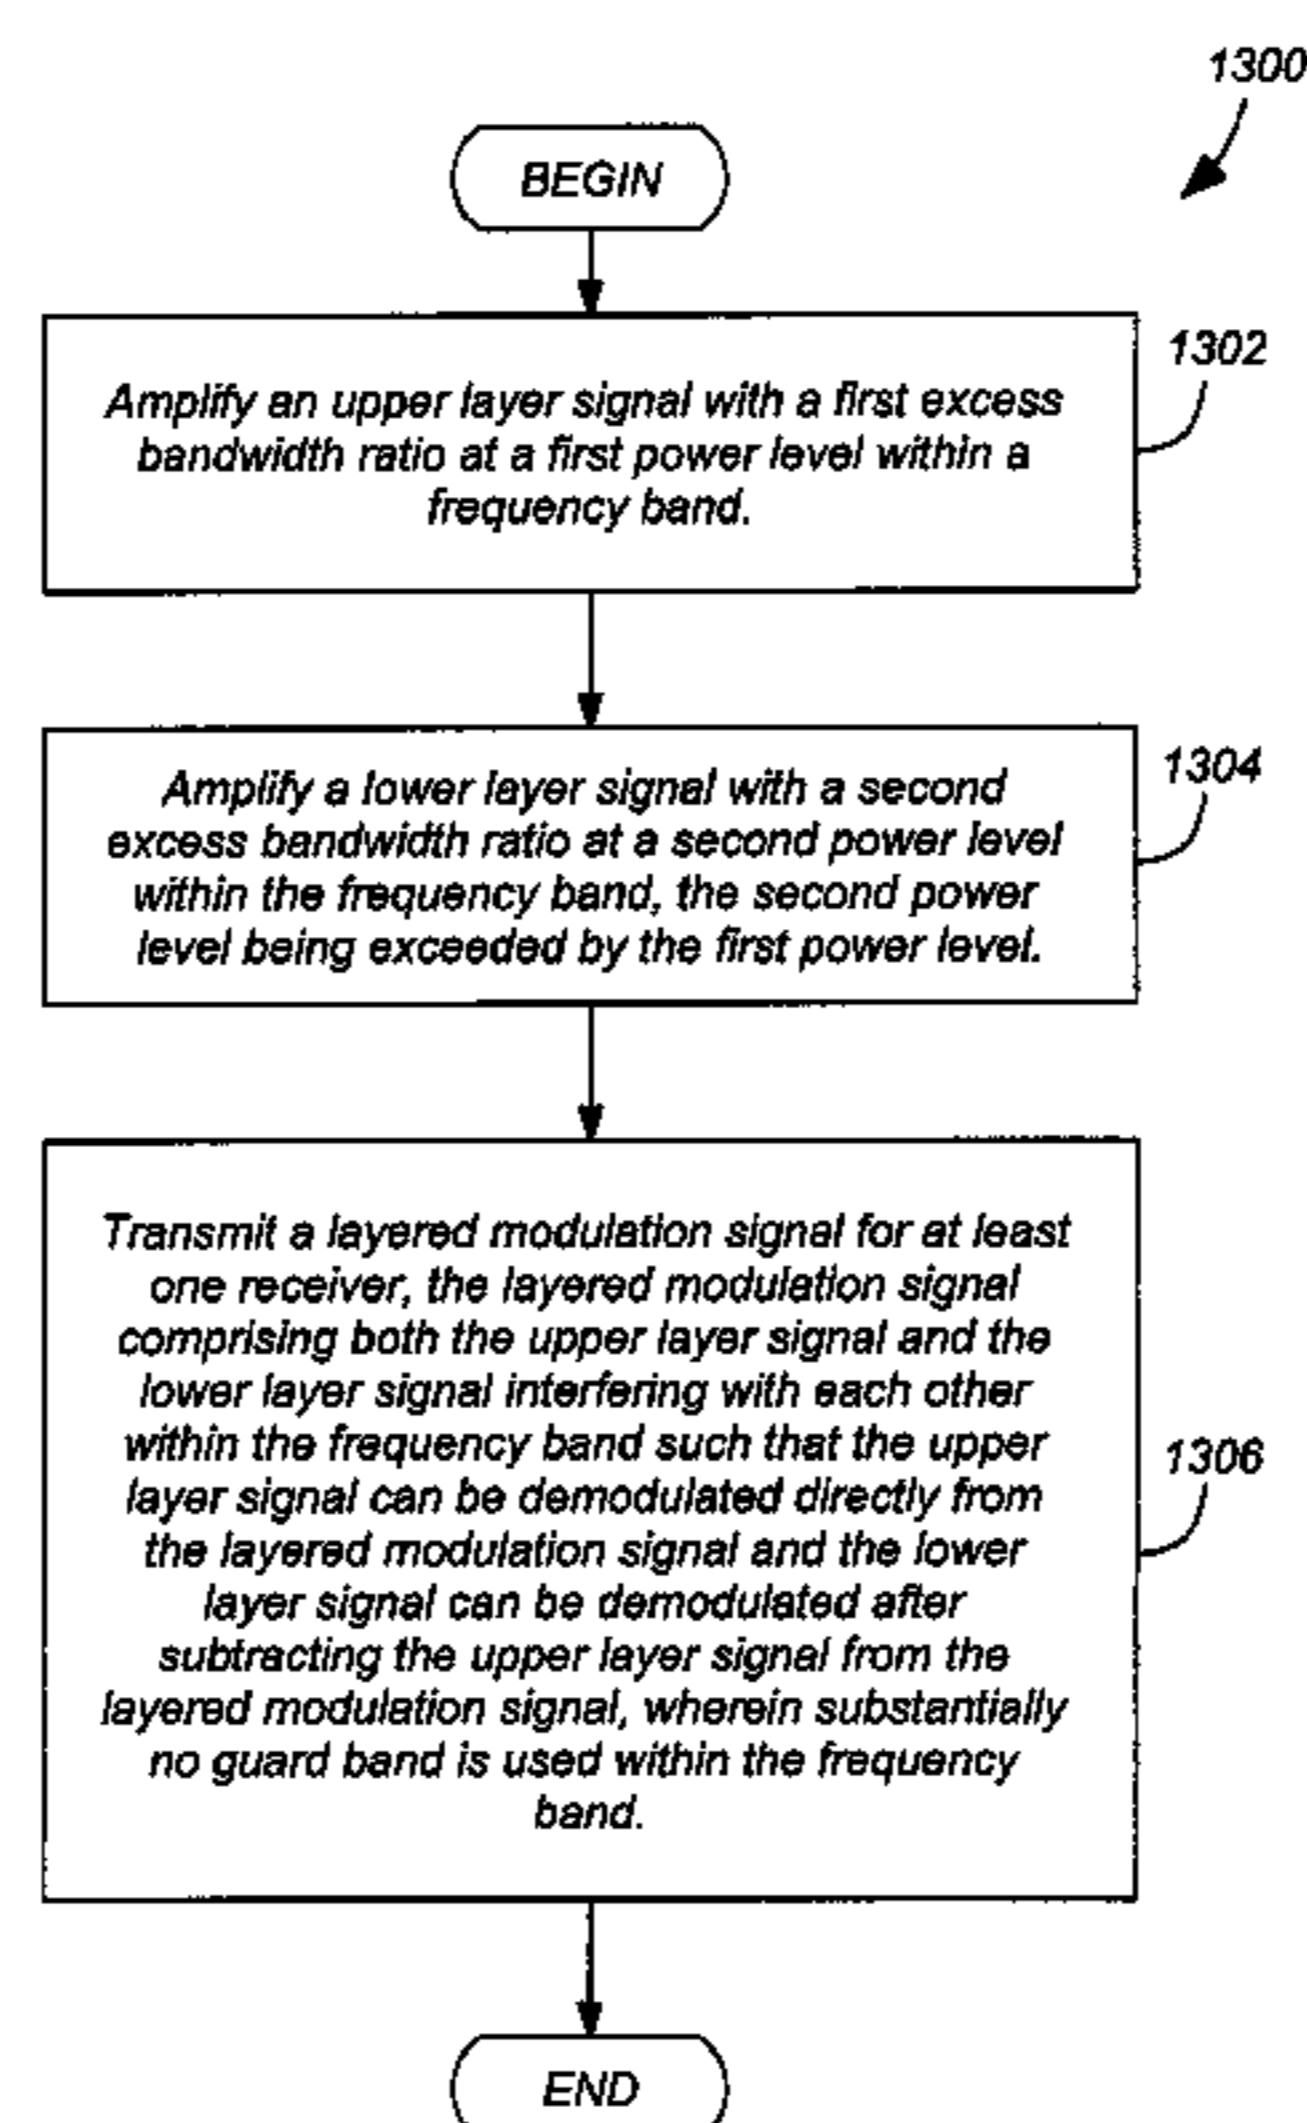 1300
BEGIN
1302
Amplify an upper layer signal with a first excess
bandwidth ratio at a first power level within a
frequency band.
1304
Amplify a lower layer signal with a second
excess bandwidth ratio at a second power level
within the frequency band, the second power
level being exceeded by the first power level.
Transmit a layered modulation signal for at least
one receiver, the layered modulation signal
comprising both the upper layer signal and the
lower layer signal interfering with each other
within the frequency band such that the upper
layer signal can be demodulated directly from
the layered modulation signal and the lower
layer signal can be demodulated after
subtracting the upper layer signal from the
layered modulation signal, wherein substantially
no guard band is used within the frequency
band.
1306
END